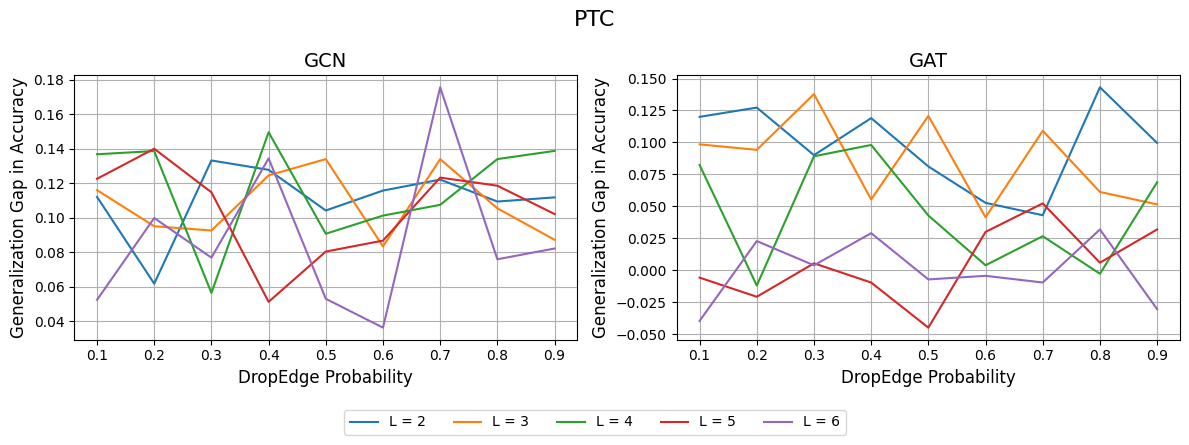 PTC
GCN
Generalization Gap in Accuracy
0.18
0.16
0.14
0.12
0.10
0.08
0.06
0.04
0.1 0.2 0.3 0.4 0.5 0.6 0.7 0.8 0.9
DropEdge Probability
GAT
Generalization Gap in Accuracy
0.150
0.125
0.100
0.075
0.050
0.025
0.000
−0.025
−0.050
0.1 0.2 0.3 0.4 0.5 0.6 0.7 0.8 0.9
DropEdge Probability
L = 2 L = 3 L = 4 L = 5 L = 6